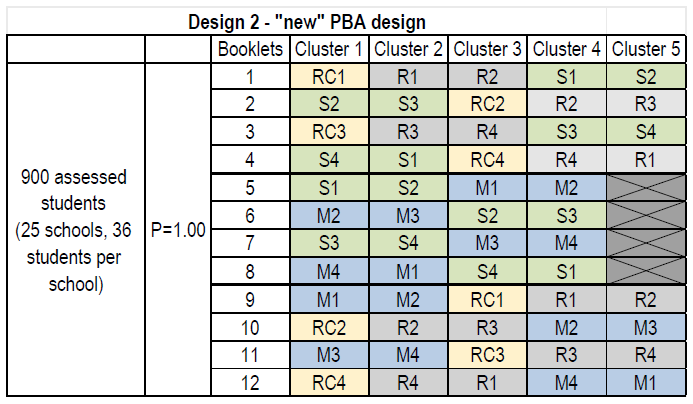 Design 2 - "new" PBA design
Booklets Cluster 1 Cluster 2 Cluster 3 Cluster 4 Cluster 5
900 assessed
students
(25 schools, 36
students per
school)
P=1.00
1 RC1 R1 R2 S1 S2
2 S2 S3 RC2 R2 R3
3 RC3 R3 R4 S3 S4
4 S4 S1 RC4 R4 R1
5 S1 S2 M1 M2
6 M2 M3 S2 S3
7 S3 S4 M3 M4
8 M4 M1 S4 S1
9 M1 M2 RC1 R1 R2
10 RC2 R2 R3 M2 M3
11 M3 M4 RC3 R3 R4
12 RC4 R4 R1 M4 M1